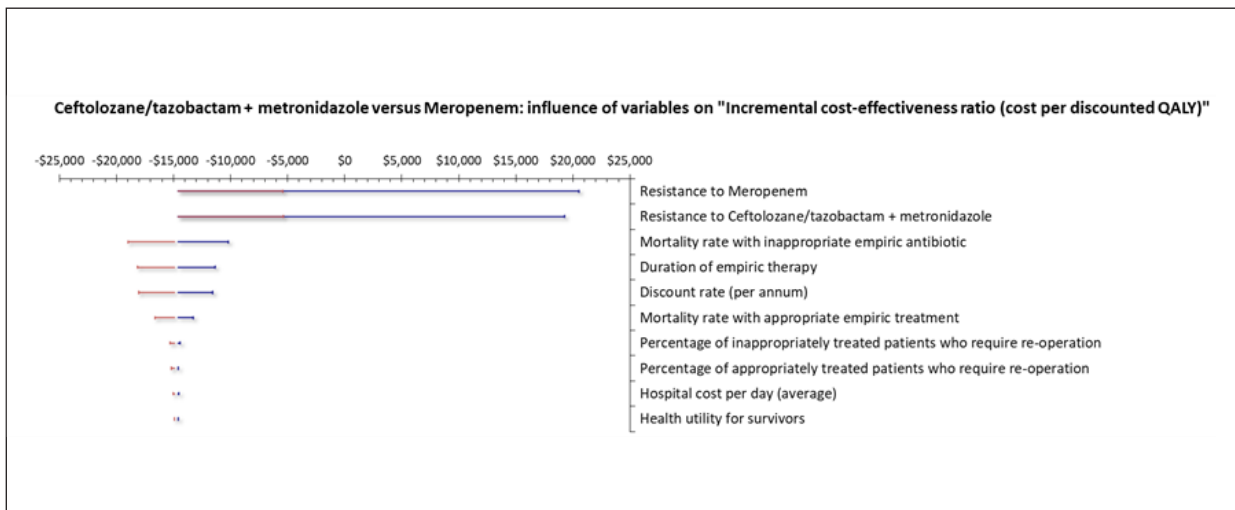 Ceftolozane/tazobactam + metronidazole versus Meropenem: influence of variables on "Incremental cost-effectiveness ratio (cost per discounted QALY)"
-$25,000 -$20,000 -$15,000 -$10,000 -$5,000 $0 $5,000 $10,000 $15,000 $20,000 $25,000
Resistance to Meropenem
Resistance to Ceftolozane/tazobactam + metronidazole
Mortality rate with inappropriate empiric antibiotic
Duration of empiric therapy
Discount rate (per annum)
Mortality rate with appropriate empiric treatment
Percentage of inappropriately treated patients who require re-operation
Percentage of appropriately treated patients who require re-operation
Hospital cost per day (average)
Health utility for survivors